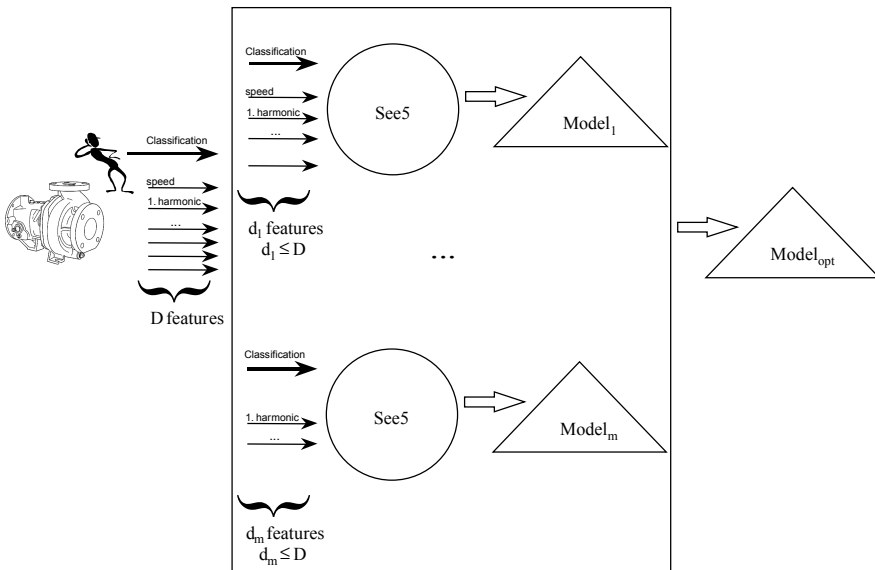 Classification
speed
1. harmonic
...
D features
Classification
speed
1. harmonic
...
d₁ features
d₁ ≤ D
See5
Model₁
...
Classification
1. harmonic
...
dₘ features
dₘ ≤ D
See5
Modelₘ
Modelₒₚₜ